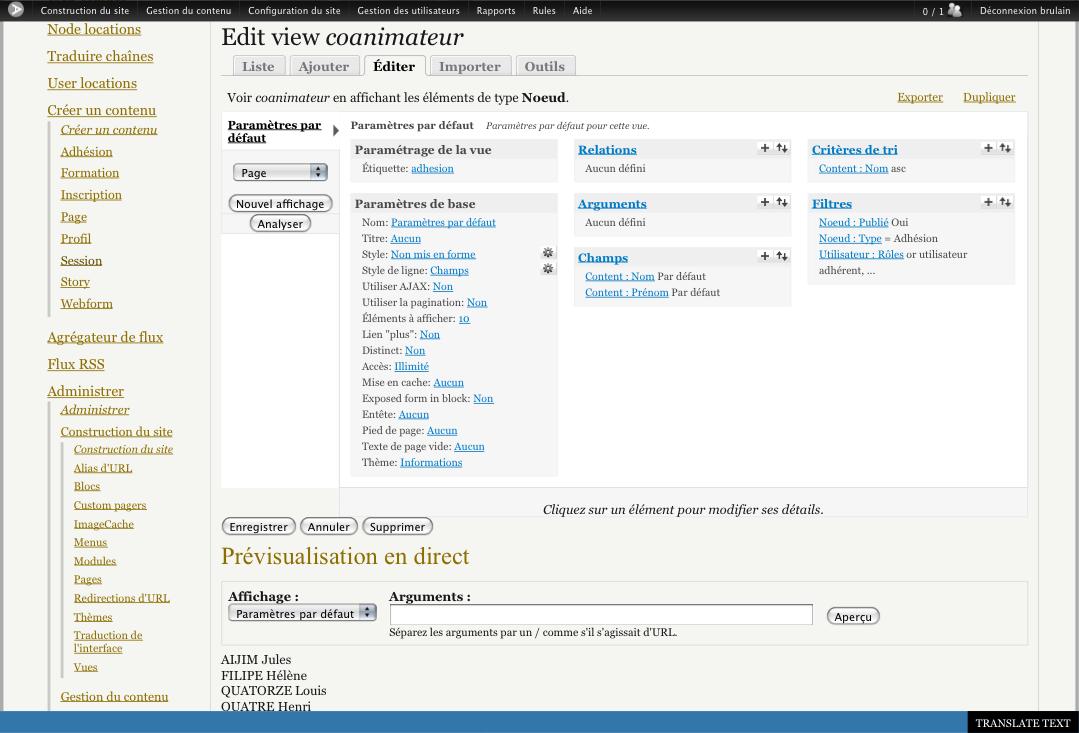 Construction du site Gestion du contenu Configuration du site Gestion des utilisateurs Rapports Rules Aide 0 / 1 Déconnexion brulain
Node locations
Traduire chaînes
User locations
Créer un contenu
Créer un contenu
Adhésion
Formation
Inscription
Page
Profil
Session
Story
Webform
Agrégateur de flux
Flux RSS
Administrer
Administrer
Construction du site
Construction du site
Alias d'URL
Blocs
Custom pagers
ImageCache
Menus
Modules
Pages
Redirections d'URL
Thèmes
Traduction de
l'interface
Vues
Gestion du contenu
Edit view coanimateur
Liste Ajouter Éditer Importer Outils
Voir coanimateur en affichant les éléments de type Noeud.
Exporter Dupliquer
Paramètres par
défaut
Page
Nouvel affichage
Analyser
Paramètres par défaut Paramètres par défaut pour cette vue.
Paramétrage de la vue
Étiquette: adhesion
Paramètres de base
Nom: Paramètres par défaut
Titre: Aucun
Style: Non mis en forme
Style de ligne: Champs
Utiliser AJAX: Non
Utiliser la pagination: Non
Éléments à afficher: 10
Lien "plus": Non
Distinct: Non
Accès: Illimité
Mise en cache: Aucun
Exposed form in block: Non
Entête: Aucun
Pied de page: Aucun
Texte de page vide: Aucun
Thème: Informations
Relations
Aucun défini
Arguments
Aucun défini
Champs
Content : Nom Par défaut
Content : Prénom Par défaut
Critères de tri
Content : Nom asc
Filtres
Noeud : Publié Oui
Noeud : Type = Adhésion
Utilisateur : Rôles or utilisateur
adhérent, ...
Cliquez sur un élément pour modifier ses détails.
Enregistrer Annuler Supprimer
Prévisualisation en direct
Affichage : Arguments :
Paramètres par défaut Aperçu
Séparez les arguments par un / comme s'il s'agissait d'URL.
AIJIM Jules
FILIPE Hélène
QUATORZE Louis
QUATRE Henri
TRANSLATE TEXT